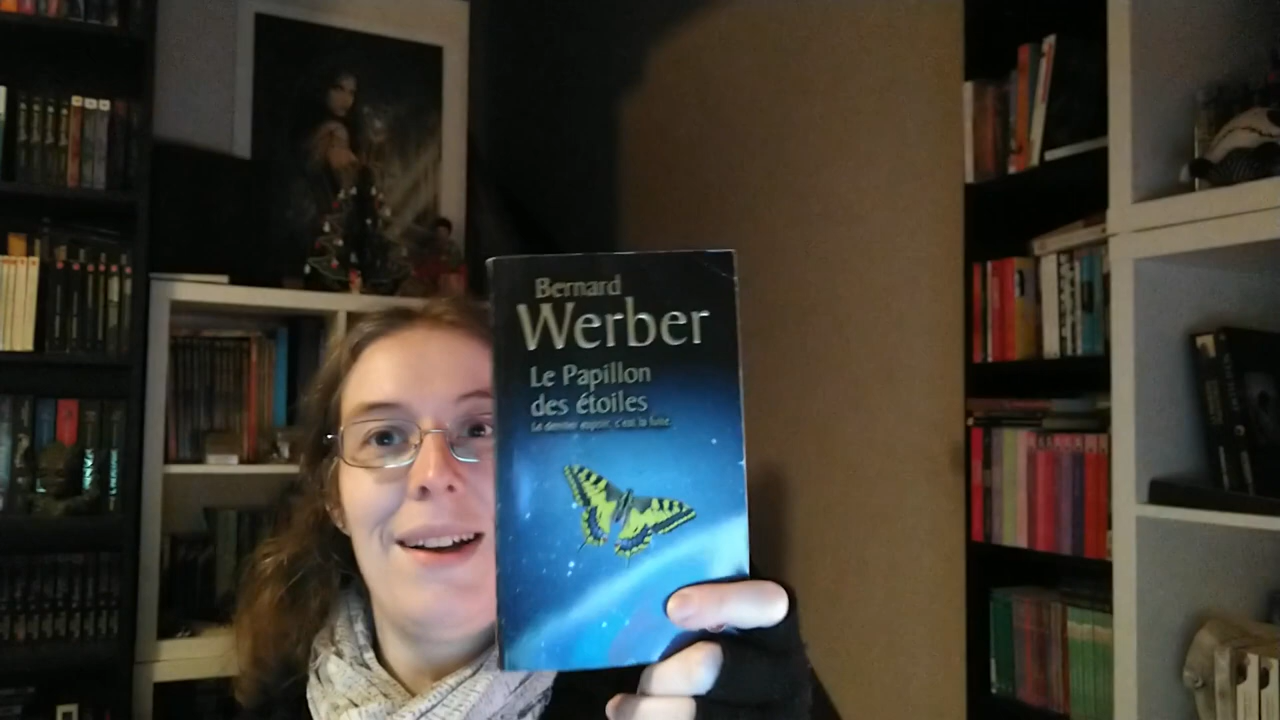 Bernard
Werber
Le Papillon
des étoiles
Le dernier espoir, c'est la fuite